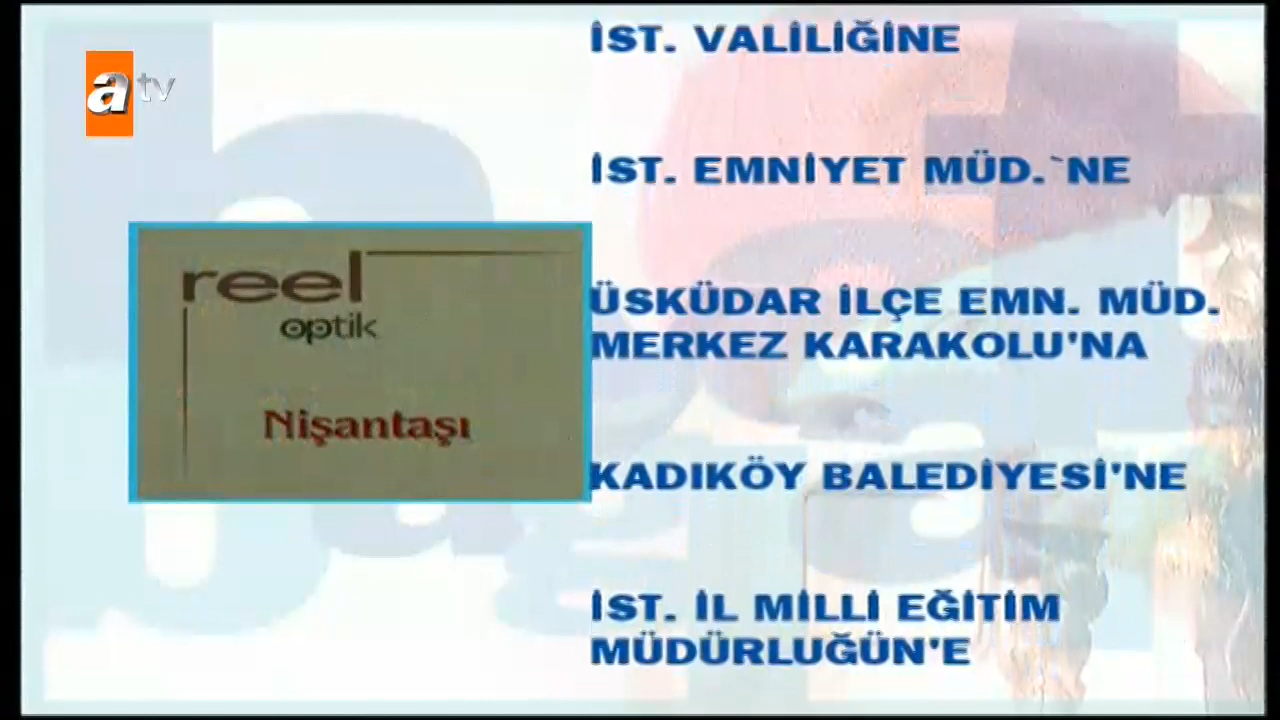 atv
İST. VALİLİĞİNE
İST. EMNİYET MÜD.`NE
reel
optik
Nişantaşı
ÜSKÜDAR İLÇE EMN. MÜD.
MERKEZ KARAKOLU'NA
KADIKÖY BALEDİYESİ'NE
İST. İL MİLLİ EĞİTİM
MÜDÜRLUĞÜN'E